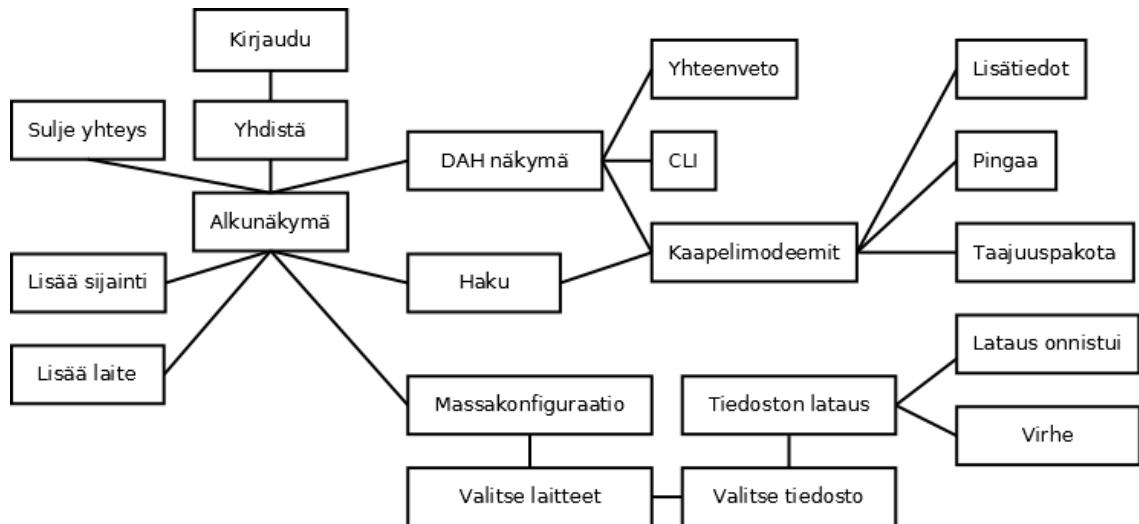 Kirjaudu
Sulje yhteys
Yhdistä
Alkunäkymä
Lisää sijainti
Lisää laite
DAH näkymä
Haku
Yhteenveto
CLI
Kaapelimodeemit
Lisätiedot
Pingaa
Taajuuspakota
Massakonfiguraatio
Valitse laitteet
Valitse tiedosto
Tiedoston lataus
Lataus onnistui
Virhe